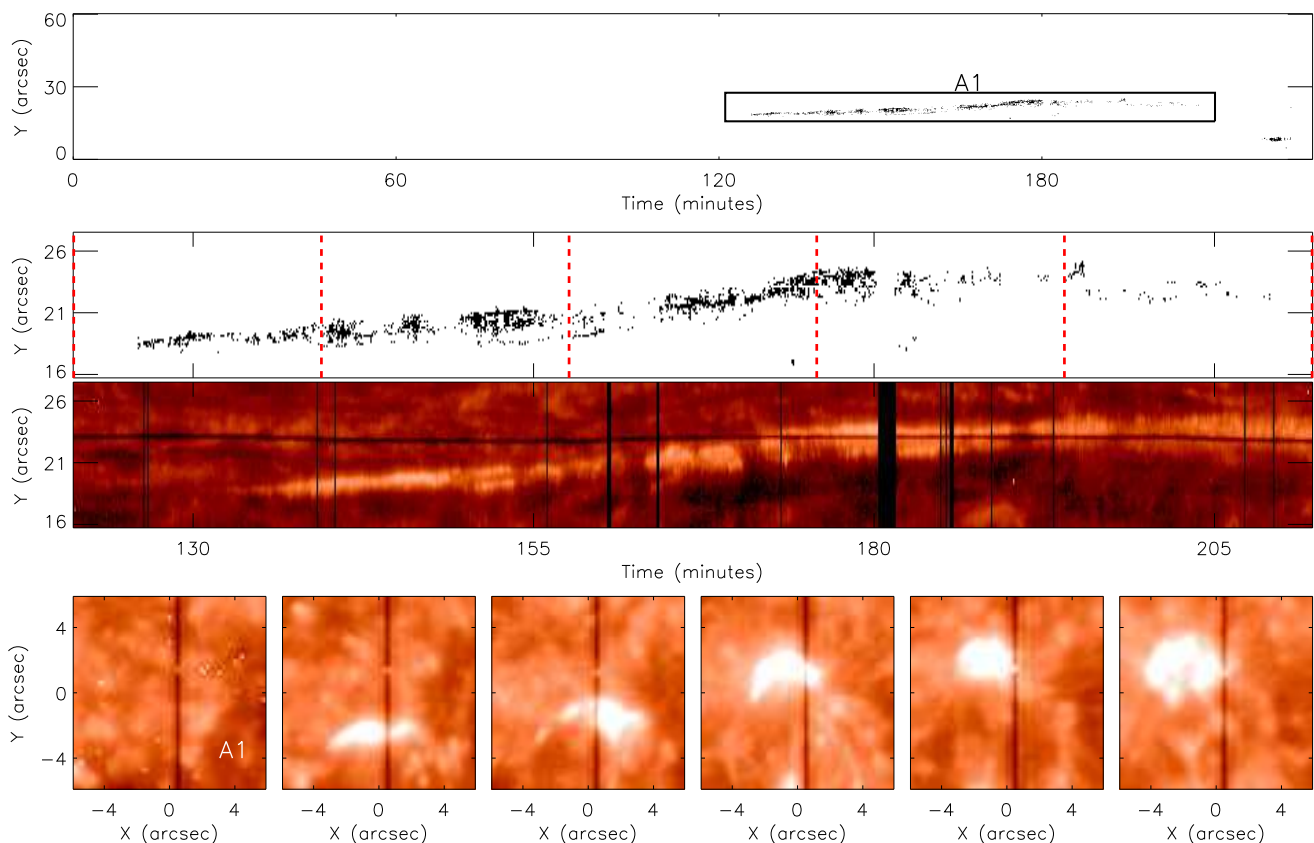 60
30
0
Y (arcsec)
A1
0 60 120 180
Time (minutes)
26
21
16
Y (arcsec)
26
21
16
Y (arcsec)
130 155 180 205
Time (minutes)
4
0
−4
Y (arcsec)
A1
−4 0 4 −4 0 4 −4 0 4 −4 0 4 −4 0 4 −4 0 4
X (arcsec) X (arcsec) X (arcsec) X (arcsec) X (arcsec) X (arcsec)